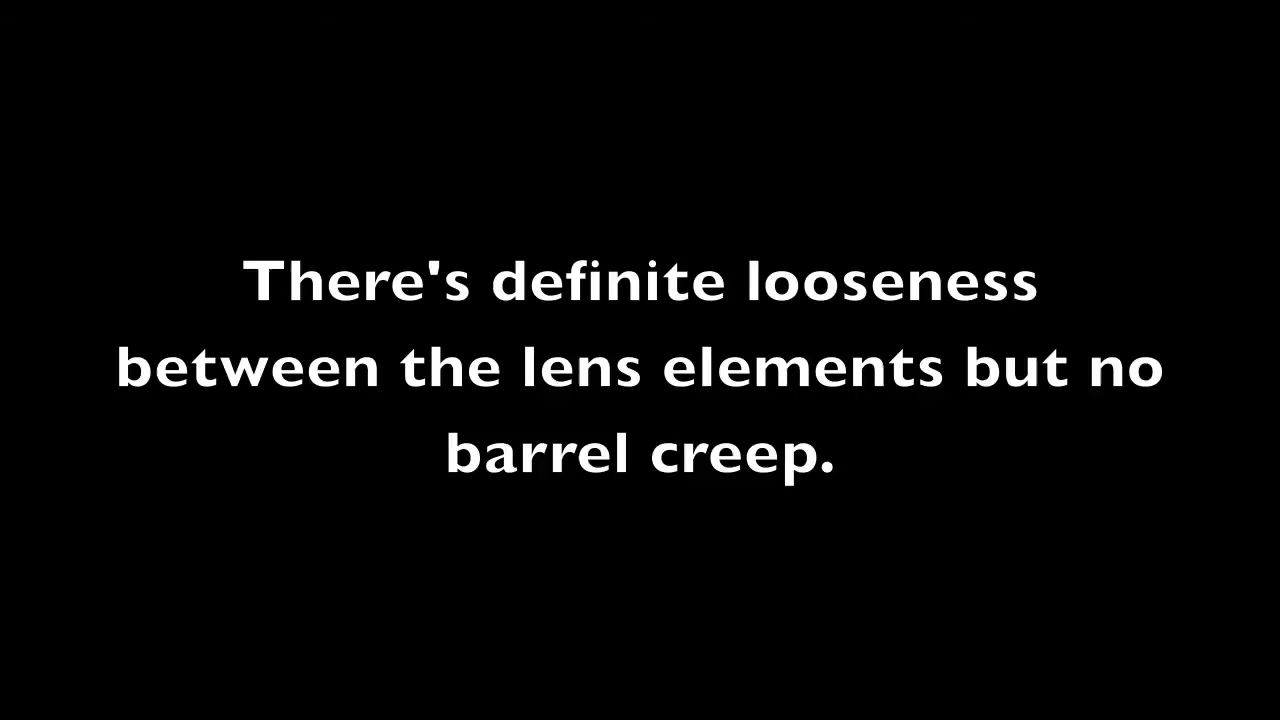 There's definite looseness
between the lens elements but no
barrel creep.